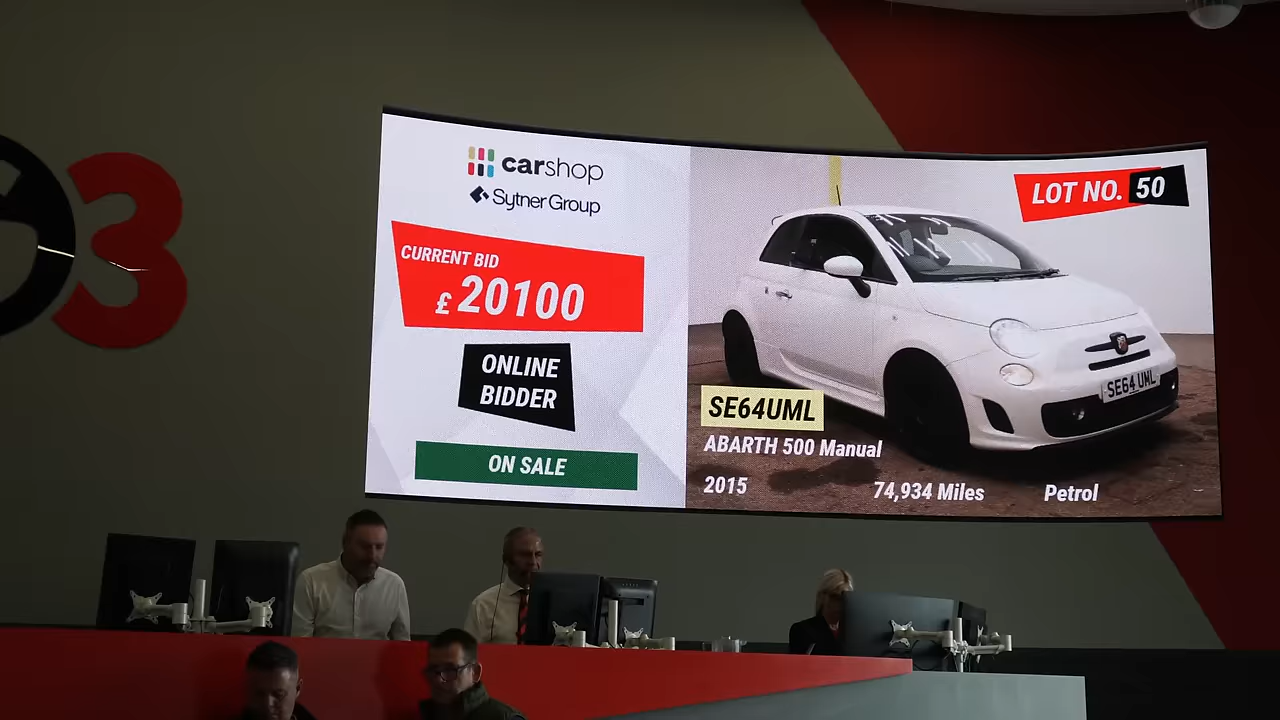 3
carshop
Sytner Group
CURRENT BID
£ 20100
ONLINE
BIDDER
ON SALE
LOT NO. 50
SE64 UML
SE64UML
ABARTH 500 Manual
2015 74,934 Miles Petrol